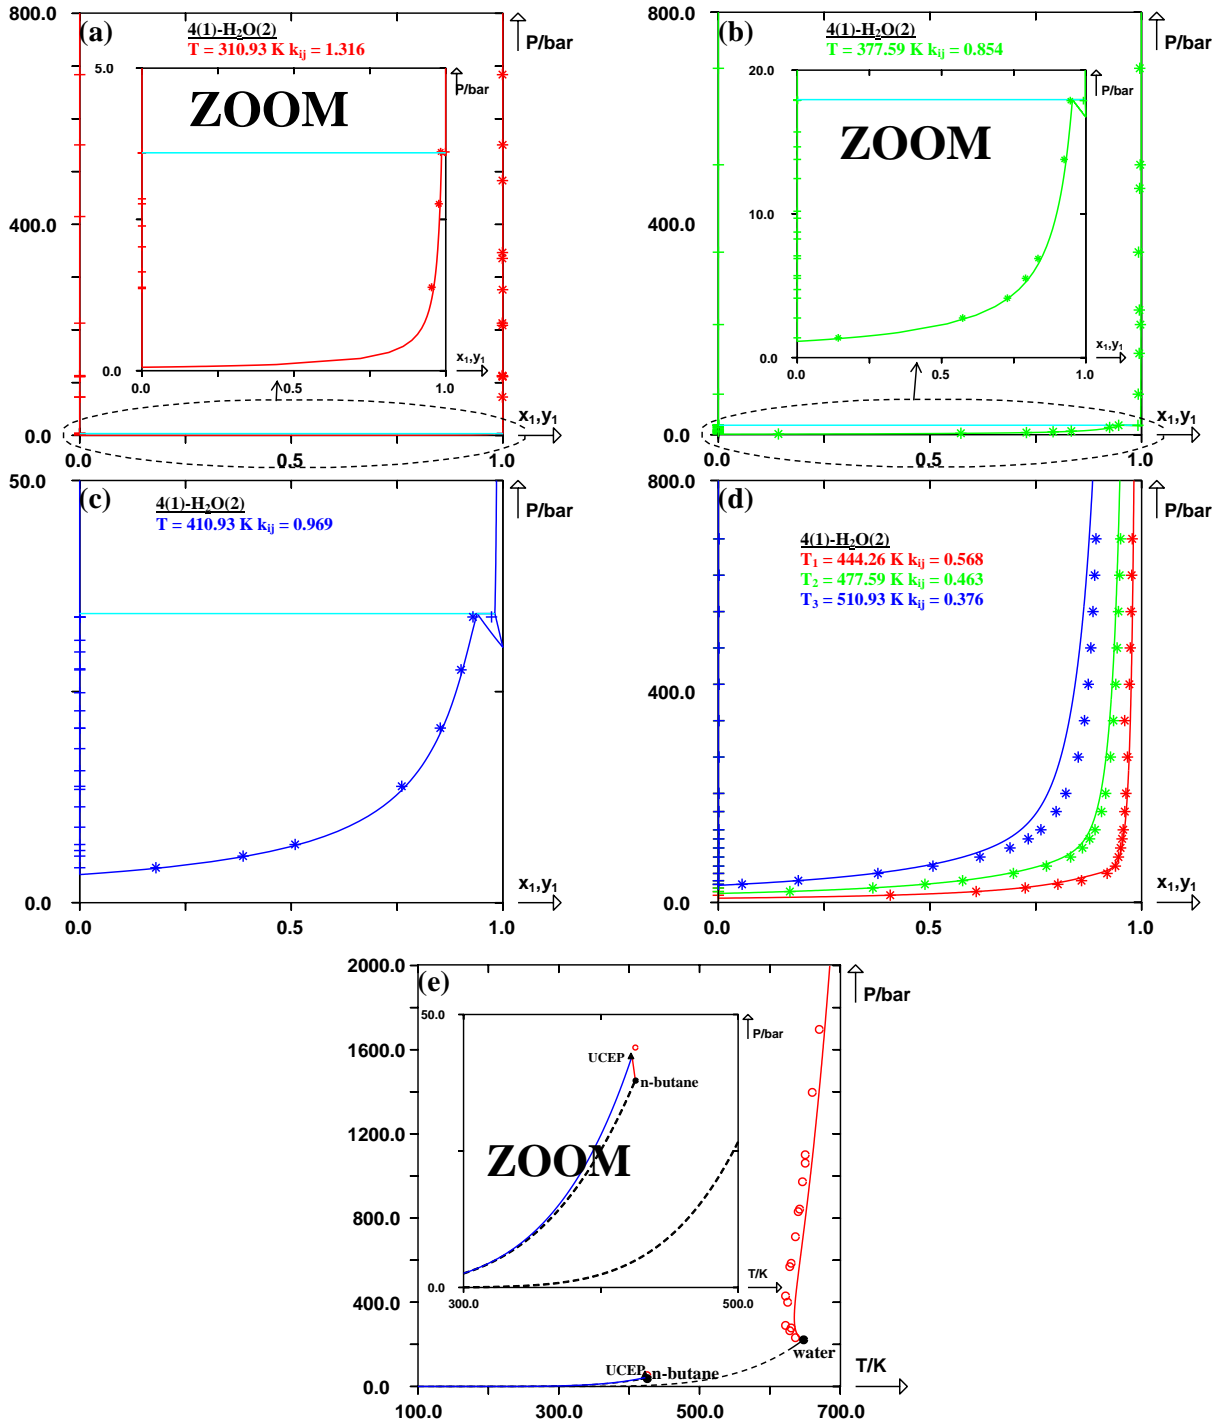 (a)
800.0
4(1)-H2O(2)
T = 310.93 K kij = 1.316
P/bar
5.0
P/bar
ZOOM
400.0
0.0
x1,y1
0.0
0.5
1.0
0.0
x1,y1
0.0
0.5
1.0
(b)
800.0
4(1)-H2O(2)
T = 377.59 K kij = 0.854
P/bar
20.0
P/bar
ZOOM
10.0
400.0
0.0
x1,y1
0.0
0.5
1.0
0.0
x1,y1
0.0
0.5
1.0
(c)
50.0
4(1)-H2O(2)
T = 410.93 K kij = 0.969
P/bar
0.0
x1,y1
0.0
0.5
1.0
(d)
800.0
P/bar
4(1)-H2O(2)
T1 = 444.26 K kij = 0.568
T2 = 477.59 K kij = 0.463
T3 = 510.93 K kij = 0.376
400.0
0.0
x1,y1
0.0
0.5
1.0
(e)
2000.0
P/bar
50.0
P/bar
UCEP
n-butane
ZOOM
T/K
0.0
300.0
500.0
1600.0
1200.0
800.0
400.0
water
UCEP
n-butane
T/K
0.0
100.0
300.0
500.0
700.0